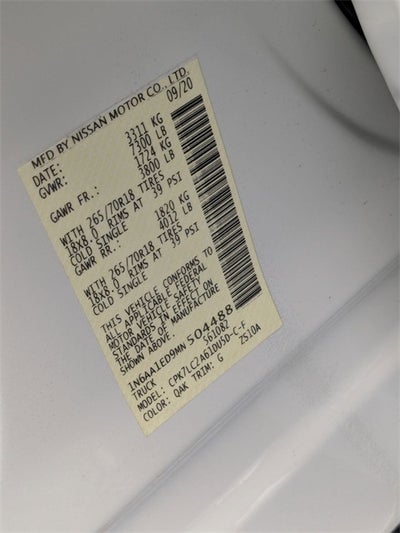 MFD BY NISSAN MOTOR CO., LTD.
DATE: 09/20
GVWR: 3311 KG
7300 LB
GAWR FR.: 1724 KG
3800 LB
WITH 265/70R18 TIRES
18X8.0 RIMS AT 39 PSI
COLD SINGLE
GAWR RR.: 1820 KG
4012 LB
WITH 265/70R18 TIRES
18X8.0 RIMS AT 39 PSI
COLD SINGLE
THIS VEHICLE CONFORMS TO
ALL APPLICABLE FEDERAL
MOTOR VEHICLE SAFETY
STANDARDS IN EFFECT ON
THE DATE OF MANUFACTURE
SHOWN ABOVE.
1N6AA1ED9MN504488
TRUCK S61082
MODEL: CPK7LC2A61DUSD-C-F
COLOR: QAK TRIM: G Z510A